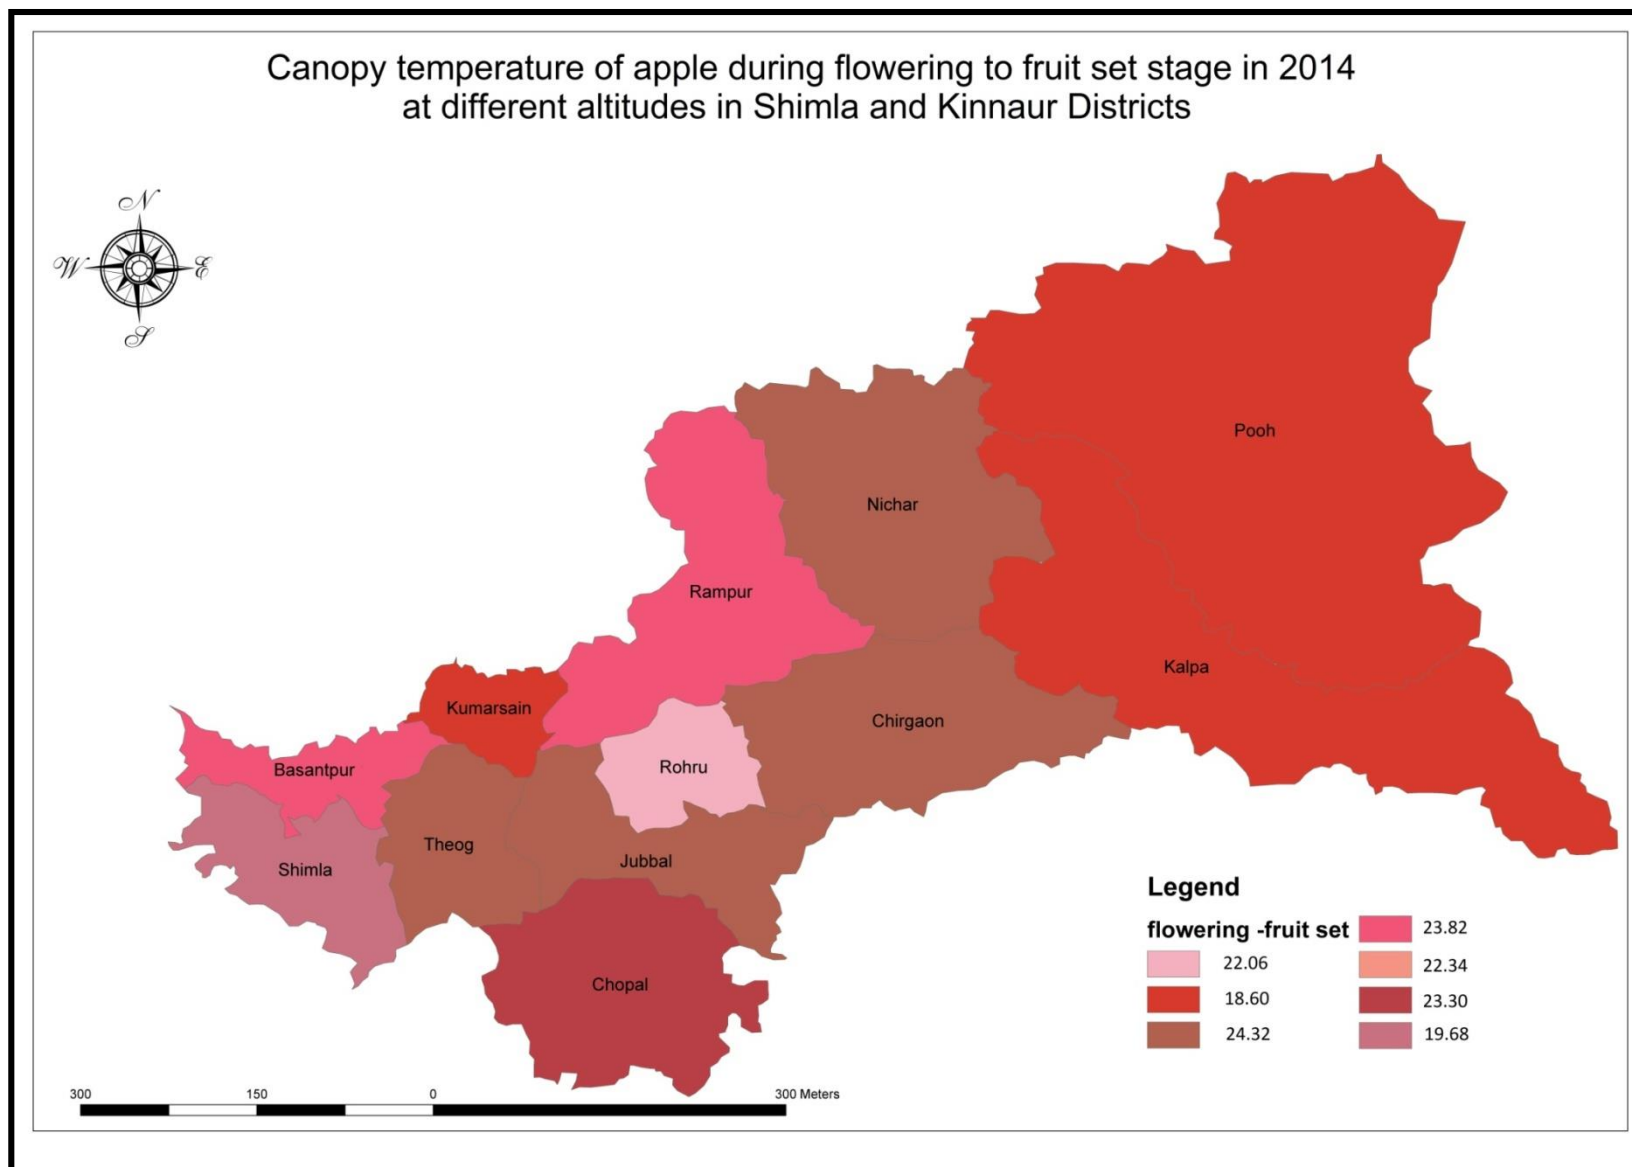 Canopy temperature of apple during flowering to fruit set stage in 2014
at different altitudes in Shimla and Kinnaur Districts
N
W E
S
Pooh
Nichar
Rampur
Kalpa
Kumarsain
Chirgaon
Basantpur
Rohru
Theog
Jubbal
Shimla
Chopal
Legend
flowering -fruit set
22.06
18.60
24.32
23.82
22.34
23.30
19.68
300 150 0 300 Meters